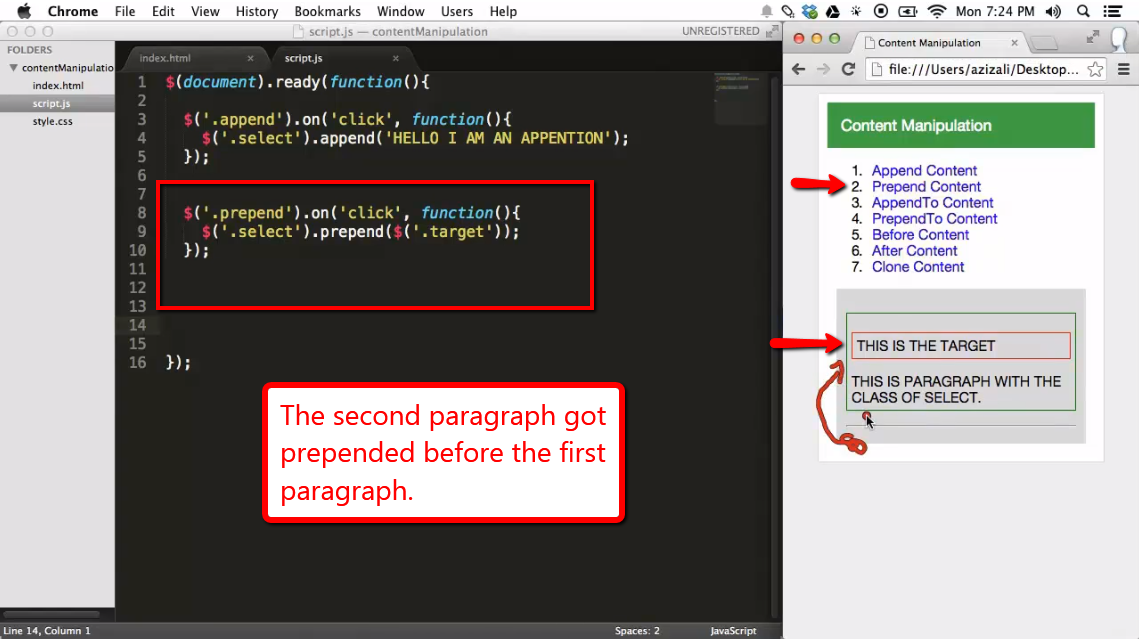 Chrome File Edit View History Bookmarks Window Users Help Mon 7:24 PM
script.js — contentManipulation UNREGISTERED
FOLDERS
contentManipulatio
index.html
script.js
style.css
index.html × script.js ×
1 $(document).ready(function(){
2
3 $('.append').on('click', function(){
4 $('.select').append('HELLO I AM AN APPENTION');
5 });
6
7
8 $('.prepend').on('click', function(){
9 $('.select').prepend($('.target'));
10 });
11
12
13
14
15
16 });
The second paragraph got
prepended before the first
paragraph.
Line 14, Column 1 Spaces: 2 JavaScript
Content Manipulation ×
file:///Users/azizali/Desktop...
Content Manipulation
1. Append Content
2. Prepend Content
3. AppendTo Content
4. PrependTo Content
5. Before Content
6. After Content
7. Clone Content
THIS IS THE TARGET
THIS IS PARAGRAPH WITH THE
CLASS OF SELECT.